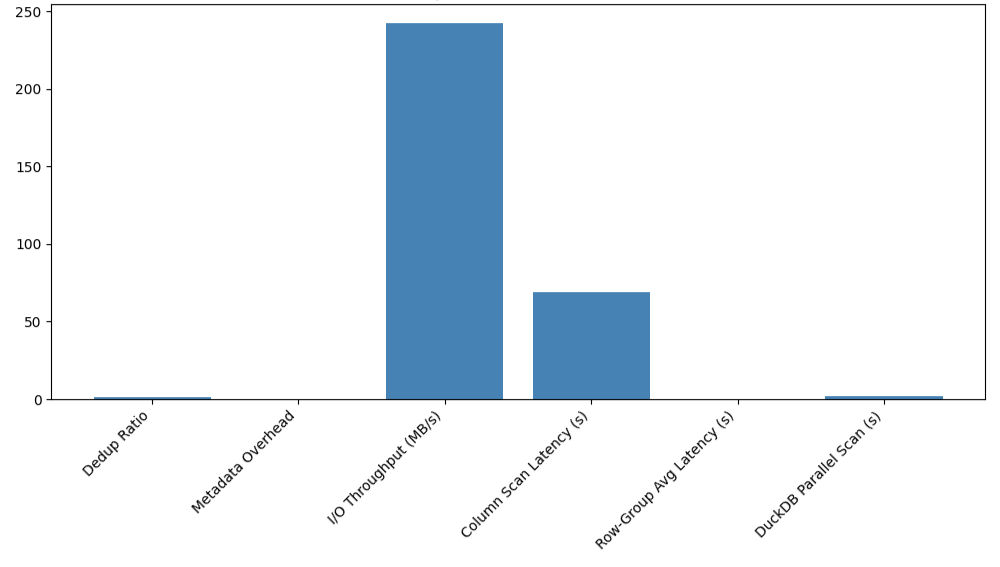 250
200
150
100
50
0
Dedup Ratio
Metadata Overhead
I/O Throughput (MB/s)
Column Scan Latency (s)
Row-Group Avg Latency (s)
DuckDB Parallel Scan (s)